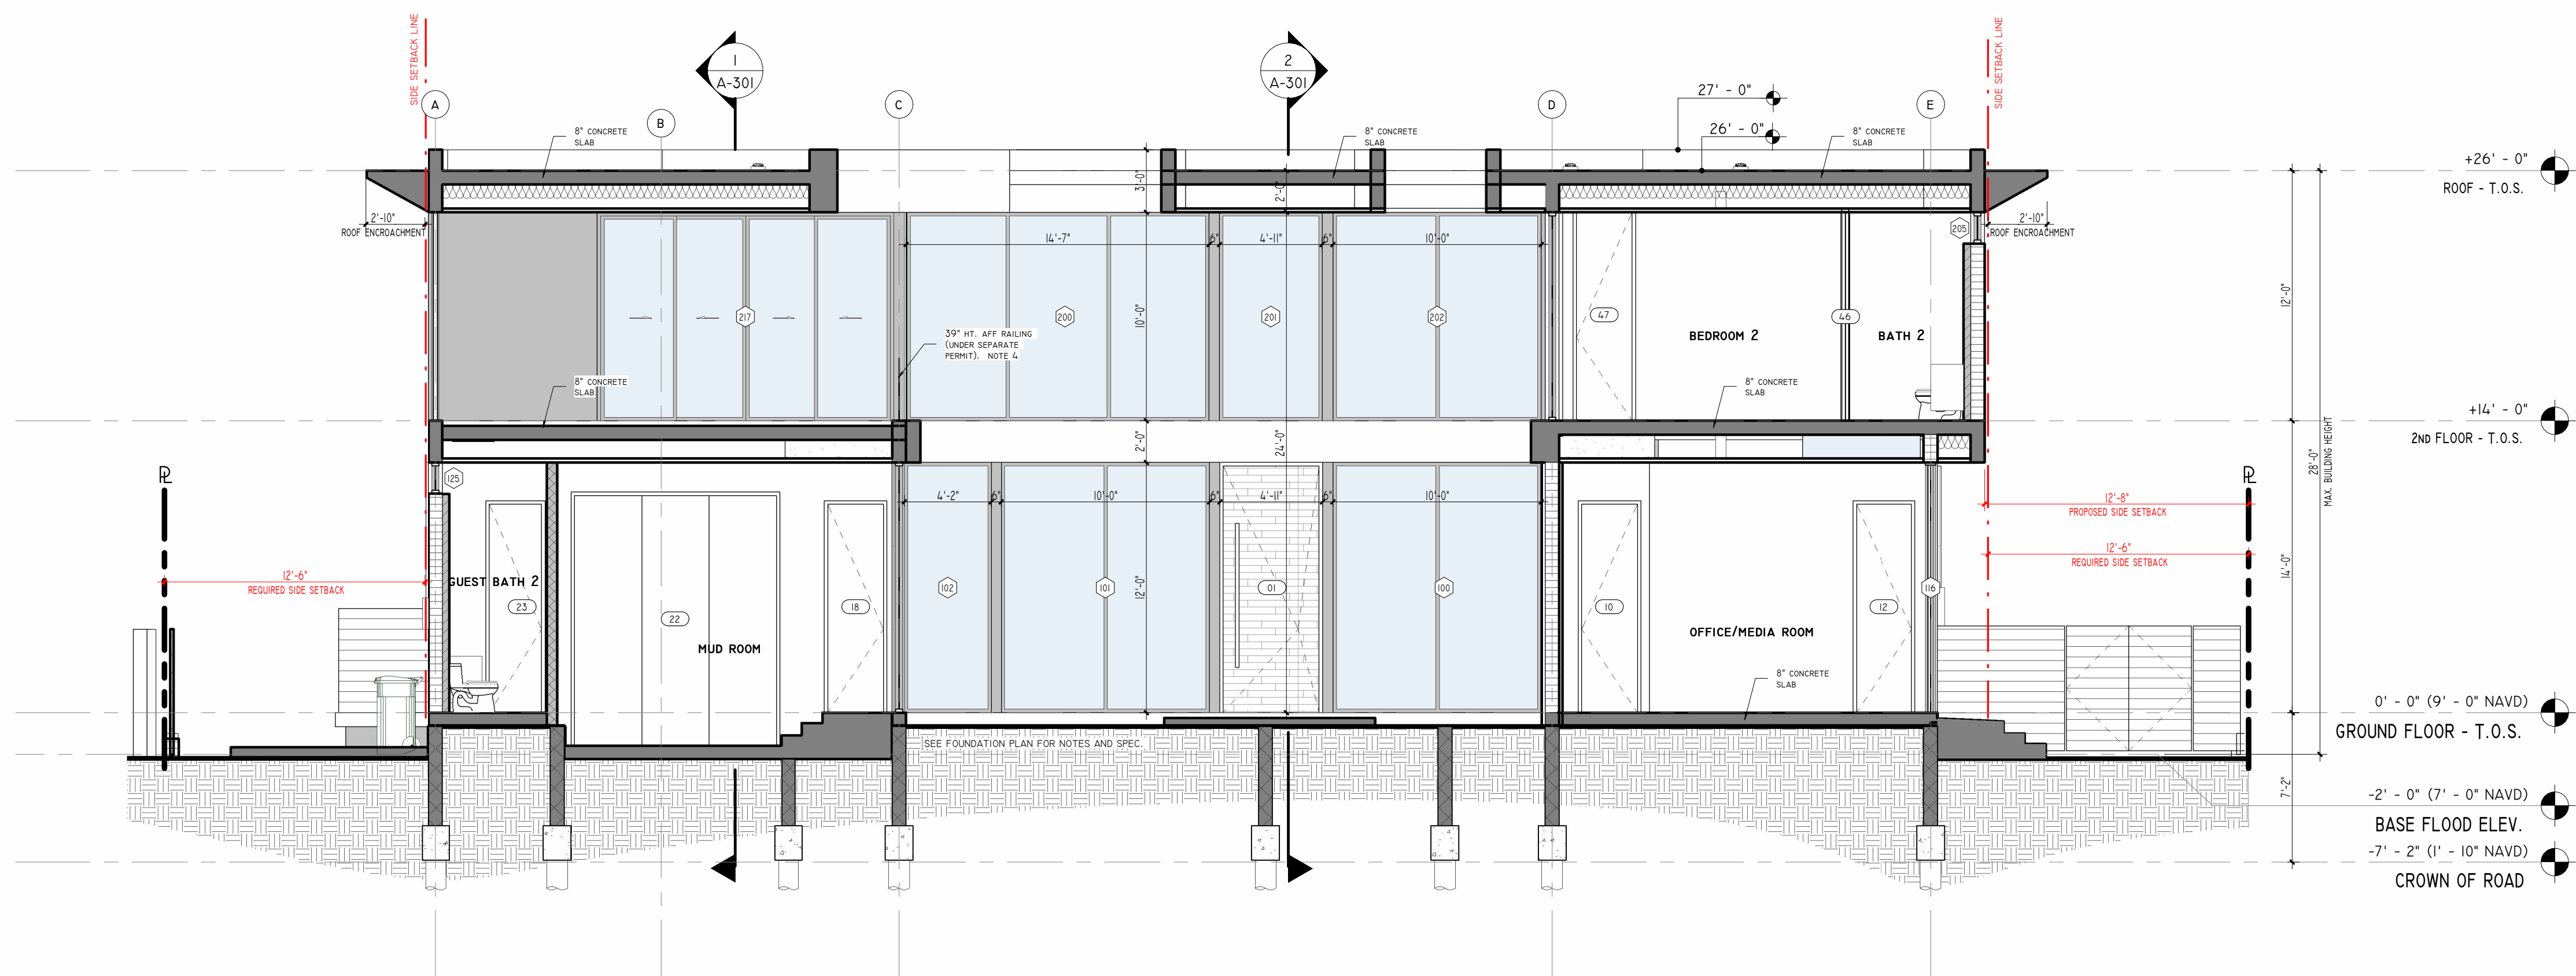 SIDE SETBACK LINE
1
A-301
2
A-301
SIDE SETBACK LINE
A
B
C
D
E
27' - 0"
26' - 0"
8" CONCRETE
SLAB
8" CONCRETE
SLAB
8" CONCRETE
SLAB
+26' - 0"
ROOF - T.O.S.
3'-0"
2'-0"
2'-10"
ROOF ENCROACHMENT
2'-10"
ROOF ENCROACHMENT
205
14'-7"
6"
4'-11"
6"
10'-0"
217
200
201
202
47
46
10'-0"
12'-0"
39" HT. AFF RAILING
(UNDER SEPARATE
PERMIT). NOTE 4
BEDROOM 2
BATH 2
8" CONCRETE
SLAB
8" CONCRETE
SLAB
+14' - 0"
2ND FLOOR - T.O.S.
2'-0"
24'-0"
28'-0"
MAX. BUILDING HEIGHT
PL
125
PL
4'-2"
6"
10'-0"
6"
4'-11"
6"
10'-0"
12'-8"
PROPOSED SIDE SETBACK
12'-6"
REQUIRED SIDE SETBACK
12'-6"
REQUIRED SIDE SETBACK
GUEST BATH 2
23
22
18
102
101
12'-0"
01
100
10
12
116
14'-0"
MUD ROOM
OFFICE/MEDIA ROOM
8" CONCRETE
SLAB
0' - 0" (9' - 0" NAVD)
GROUND FLOOR - T.O.S.
SEE FOUNDATION PLAN FOR NOTES AND SPEC.
7'-2"
-2' - 0" (7' - 0" NAVD)
BASE FLOOD ELEV.
-7' - 2" (1' - 10" NAVD)
CROWN OF ROAD